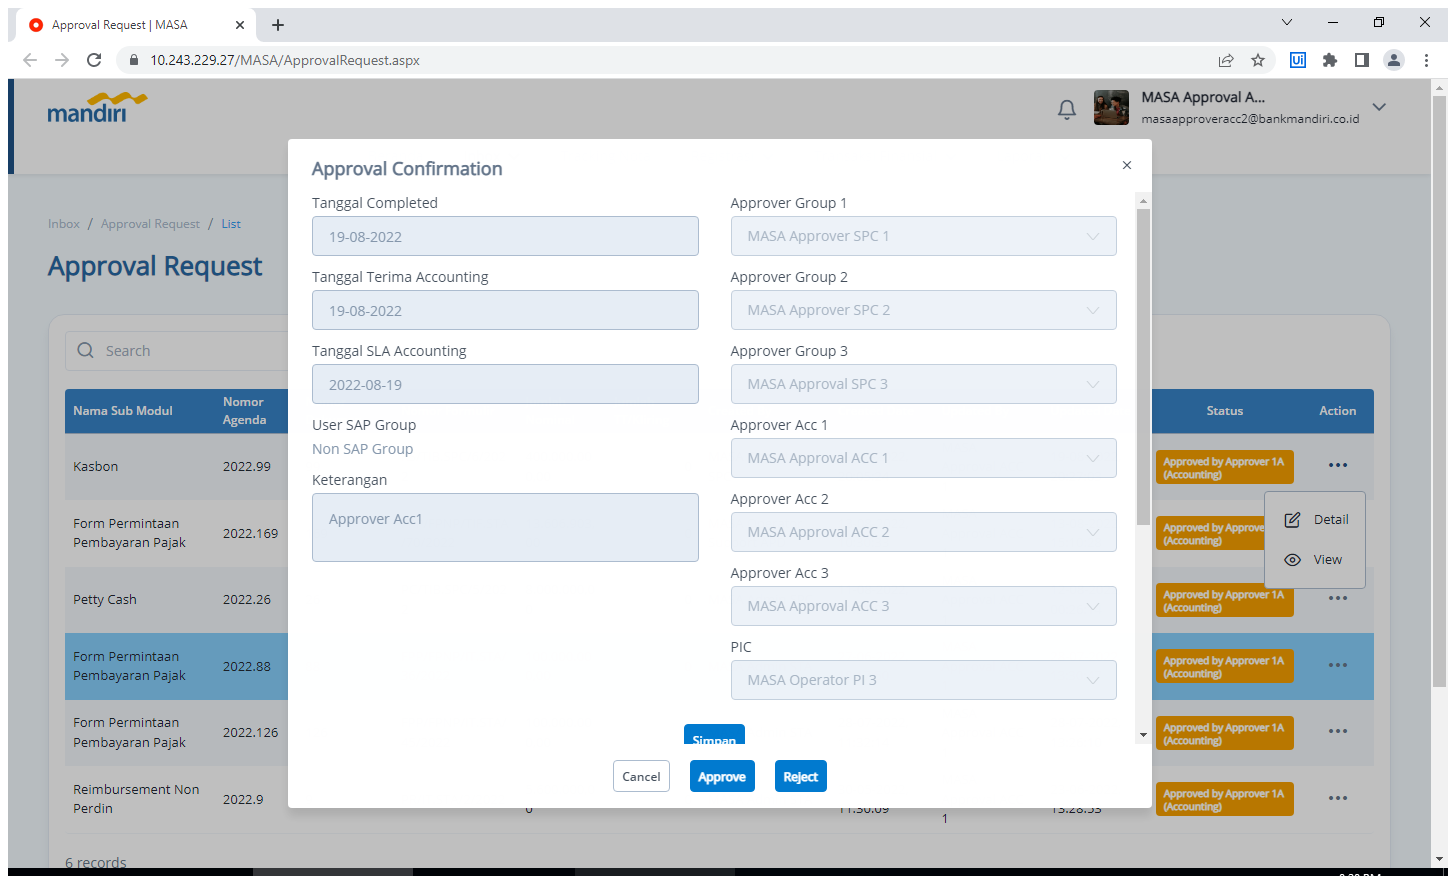 Approval Request | MASA
10.243.229.27/MASA/ApprovalRequest.aspx
mandiri
MASA Approval A...
masaapproveracc2@bankmandiri.co.id
Inbox / Approval Request / List
Approval Request
Search
Nama Sub Modul
Nomor Agenda
Status
Action
Kasbon
2022.99
Approved by Approver 1A
(Accounting)
Form Permintaan
Pembayaran Pajak
2022.169
Approved by Approve
(Accounting)
Detail
View
Petty Cash
2022.26
Approved by Approver 1A
(Accounting)
Form Permintaan
Pembayaran Pajak
2022.88
Approved by Approver 1A
(Accounting)
Form Permintaan
Pembayaran Pajak
2022.126
Approved by Approver 1A
(Accounting)
Reimbursement Non
Perdin
2022.9
0
11:30:09
1
13:28:53
Approved by Approver 1A
(Accounting)
6 records
Approval Confirmation
Tanggal Completed
19-08-2022
Tanggal Terima Accounting
19-08-2022
Tanggal SLA Accounting
2022-08-19
User SAP Group
Non SAP Group
Keterangan
Approver Acc1
Approver Group 1
MASA Approver SPC 1
Approver Group 2
MASA Approver SPC 2
Approver Group 3
MASA Approval SPC 3
Approver Acc 1
MASA Approval ACC 1
Approver Acc 2
MASA Approval ACC 2
Approver Acc 3
MASA Approval ACC 3
PIC
MASA Operator PI 3
Simpan
Cancel
Approve
Reject